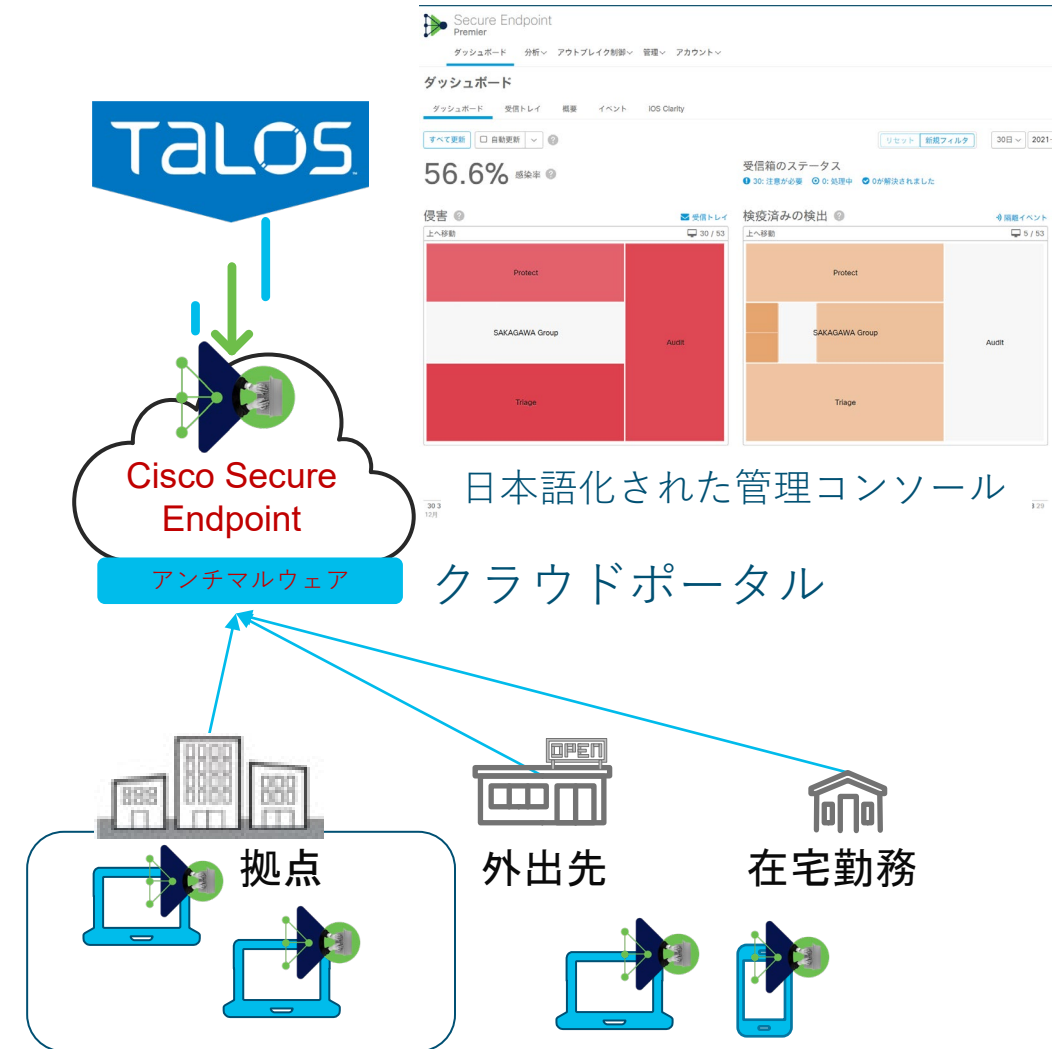 Secure Endpoint
Premier
ダッシュボード 分析 アウトブレイク制御 管理 アカウント
ダッシュボード
ダッシュボード 受信トレイ 概要 イベント iOS Clarity
すべて更新 自動更新 リセット 新規フィルタ 30日 2021-
56.6% 感染率
受信箱のステータス
30: 注意が必要 0: 処理中 0が解決されました
侵害 受信トレイ
上へ移動 30 / 53
Protect
SAKAGAWA Group
Audit
Triage
検疫済みの検出 隔離イベント
上へ移動 5 / 53
Protect
SAKAGAWA Group
Audit
Triage
30 3
12月
日本語化された管理コンソール
TALOS
Cisco Secure
Endpoint
アンチマルウェア
クラウドポータル
OPEN
拠点
外出先
在宅勤務